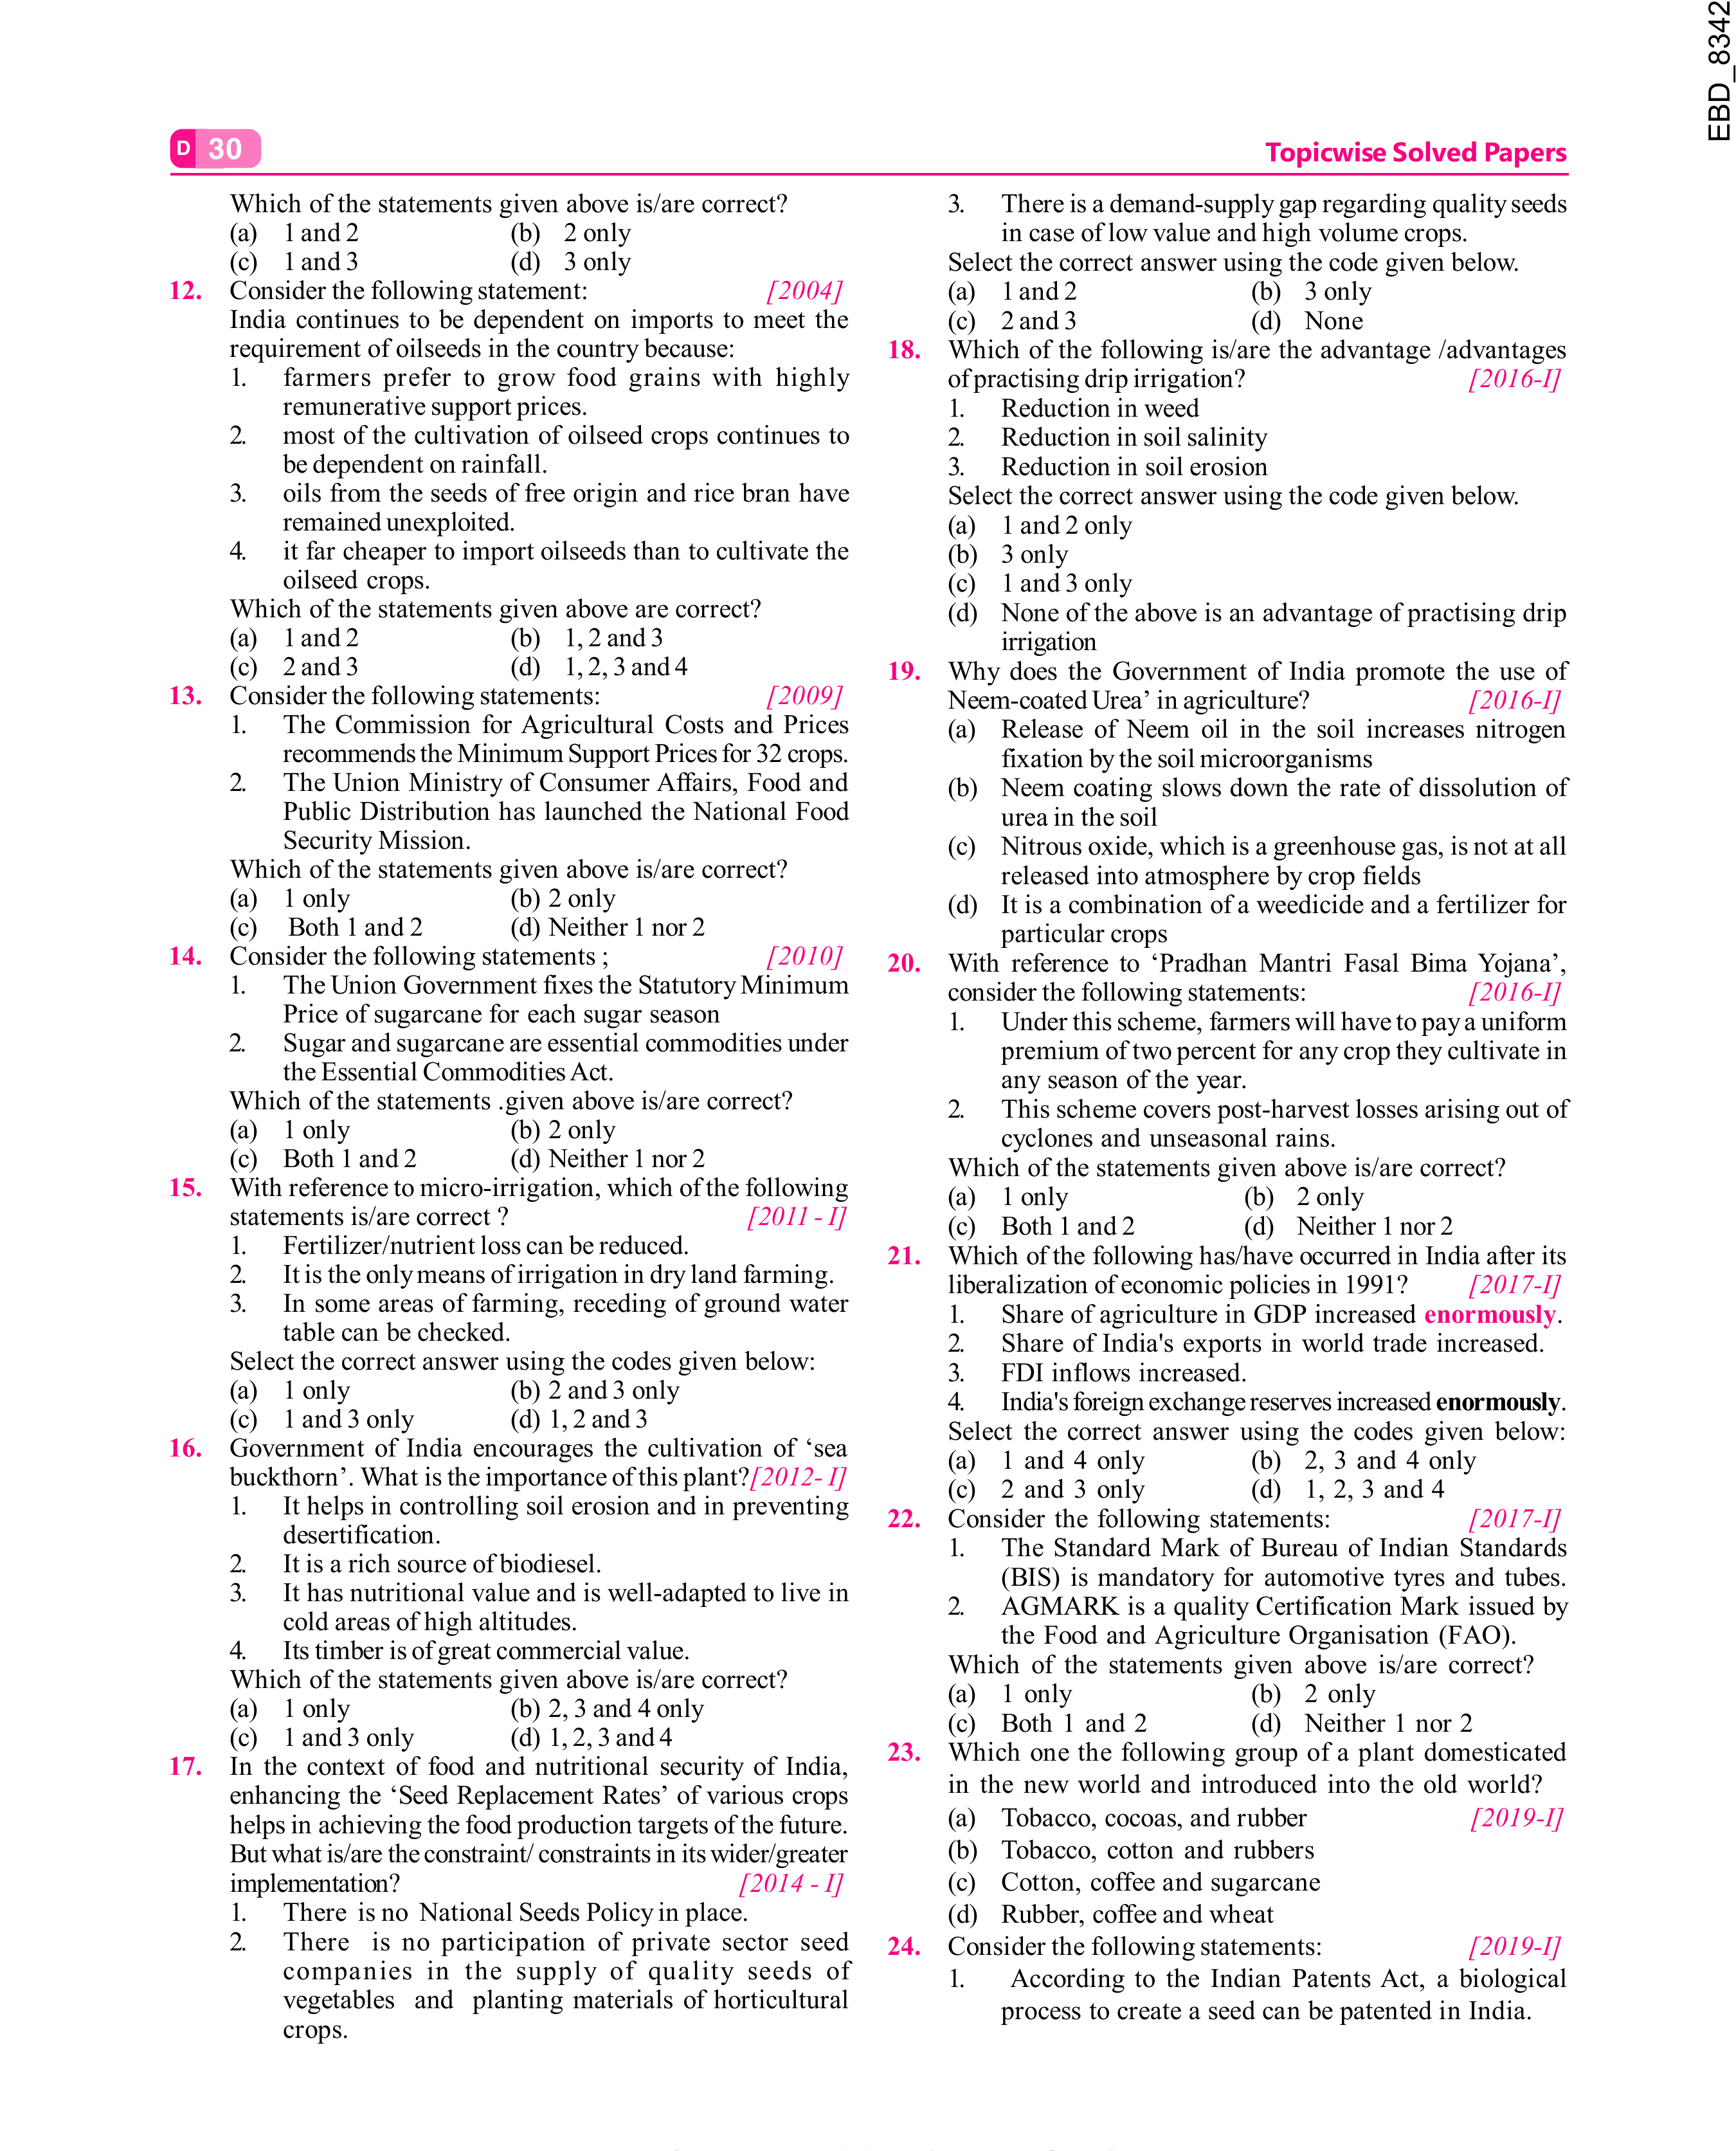 EBD_8342
D 30
Topicwise Solved Papers
Which of the statements given above is/are correct?
(a) 1 and 2 (b) 2 only
(c) 1 and 3 (d) 3 only
12. Consider the following statement: [2004]
India continues to be dependent on imports to meet the
requirement of oilseeds in the country because:
1. farmers prefer to grow food grains with highly
remunerative support prices.
2. most of the cultivation of oilseed crops continues to
be dependent on rainfall.
3. oils from the seeds of free origin and rice bran have
remained unexploited.
4. it far cheaper to import oilseeds than to cultivate the
oilseed crops.
Which of the statements given above are correct?
(a) 1 and 2 (b) 1, 2 and 3
(c) 2 and 3 (d) 1, 2, 3 and 4
13. Consider the following statements: [2009]
1. The Commission for Agricultural Costs and Prices
recommends the Minimum Support Prices for 32 crops.
2. The Union Ministry of Consumer Affairs, Food and
Public Distribution has launched the National Food
Security Mission.
Which of the statements given above is/are correct?
(a) 1 only (b) 2 only
(c) Both 1 and 2 (d) Neither 1 nor 2
14. Consider the following statements ; [2010]
1. The Union Government fixes the Statutory Minimum
Price of sugarcane for each sugar season
2. Sugar and sugarcane are essential commodities under
the Essential Commodities Act.
Which of the statements .given above is/are correct?
(a) 1 only (b) 2 only
(c) Both 1 and 2 (d) Neither 1 nor 2
15. With reference to micro-irrigation, which of the following
statements is/are correct ? [2011 - I]
1. Fertilizer/nutrient loss can be reduced.
2. It is the only means of irrigation in dry land farming.
3. In some areas of farming, receding of ground water
table can be checked.
Select the correct answer using the codes given below:
(a) 1 only (b) 2 and 3 only
(c) 1 and 3 only (d) 1, 2 and 3
16. Government of India encourages the cultivation of ‘sea
buckthorn’. What is the importance of this plant?[2012- I]
1. It helps in controlling soil erosion and in preventing
desertification.
2. It is a rich source of biodiesel.
3. It has nutritional value and is well-adapted to live in
cold areas of high altitudes.
4. Its timber is of great commercial value.
Which of the statements given above is/are correct?
(a) 1 only (b) 2, 3 and 4 only
(c) 1 and 3 only (d) 1, 2, 3 and 4
17. In the context of food and nutritional security of India,
enhancing the ‘Seed Replacement Rates’ of various crops
helps in achieving the food production targets of the future.
But what is/are the constraint/ constraints in its wider/greater
implementation? [2014 - I]
1. There is no National Seeds Policy in place.
2. There is no participation of private sector seed
companies in the supply of quality seeds of
vegetables and planting materials of horticultural
crops.
3. There is a demand-supply gap regarding quality seeds
in case of low value and high volume crops.
Select the correct answer using the code given below.
(a) 1 and 2 (b) 3 only
(c) 2 and 3 (d) None
18. Which of the following is/are the advantage /advantages
of practising drip irrigation? [2016-I]
1. Reduction in weed
2. Reduction in soil salinity
3. Reduction in soil erosion
Select the correct answer using the code given below.
(a) 1 and 2 only
(b) 3 only
(c) 1 and 3 only
(d) None of the above is an advantage of practising drip
irrigation
19. Why does the Government of India promote the use of
Neem-coated Urea’ in agriculture? [2016-I]
(a) Release of Neem oil in the soil increases nitrogen
fixation by the soil microorganisms
(b) Neem coating slows down the rate of dissolution of
urea in the soil
(c) Nitrous oxide, which is a greenhouse gas, is not at all
released into atmosphere by crop fields
(d) It is a combination of a weedicide and a fertilizer for
particular crops
20. With reference to ‘Pradhan Mantri Fasal Bima Yojana’,
consider the following statements: [2016-I]
1. Under this scheme, farmers will have to pay a uniform
premium of two percent for any crop they cultivate in
any season of the year.
2. This scheme covers post-harvest losses arising out of
cyclones and unseasonal rains.
Which of the statements given above is/are correct?
(a) 1 only (b) 2 only
(c) Both 1 and 2 (d) Neither 1 nor 2
21. Which of the following has/have occurred in India after its
liberalization of economic policies in 1991? [2017-I]
1. Share of agriculture in GDP increased enormously.
2. Share of India's exports in world trade increased.
3. FDI inflows increased.
4. India's foreign exchange reserves increased enormously.
Select the correct answer using the codes given below:
(a) 1 and 4 only (b) 2, 3 and 4 only
(c) 2 and 3 only (d) 1, 2, 3 and 4
22. Consider the following statements: [2017-I]
1. The Standard Mark of Bureau of Indian Standards
(BIS) is mandatory for automotive tyres and tubes.
2. AGMARK is a quality Certification Mark issued by
the Food and Agriculture Organisation (FAO).
Which of the statements given above is/are correct?
(a) 1 only (b) 2 only
(c) Both 1 and 2 (d) Neither 1 nor 2
23. Which one the following group of a plant domesticated
in the new world and introduced into the old world?
(a) Tobacco, cocoas, and rubber [2019-I]
(b) Tobacco, cotton and rubbers
(c) Cotton, coffee and sugarcane
(d) Rubber, coffee and wheat
24. Consider the following statements: [2019-I]
1. According to the Indian Patents Act, a biological
process to create a seed can be patented in India.